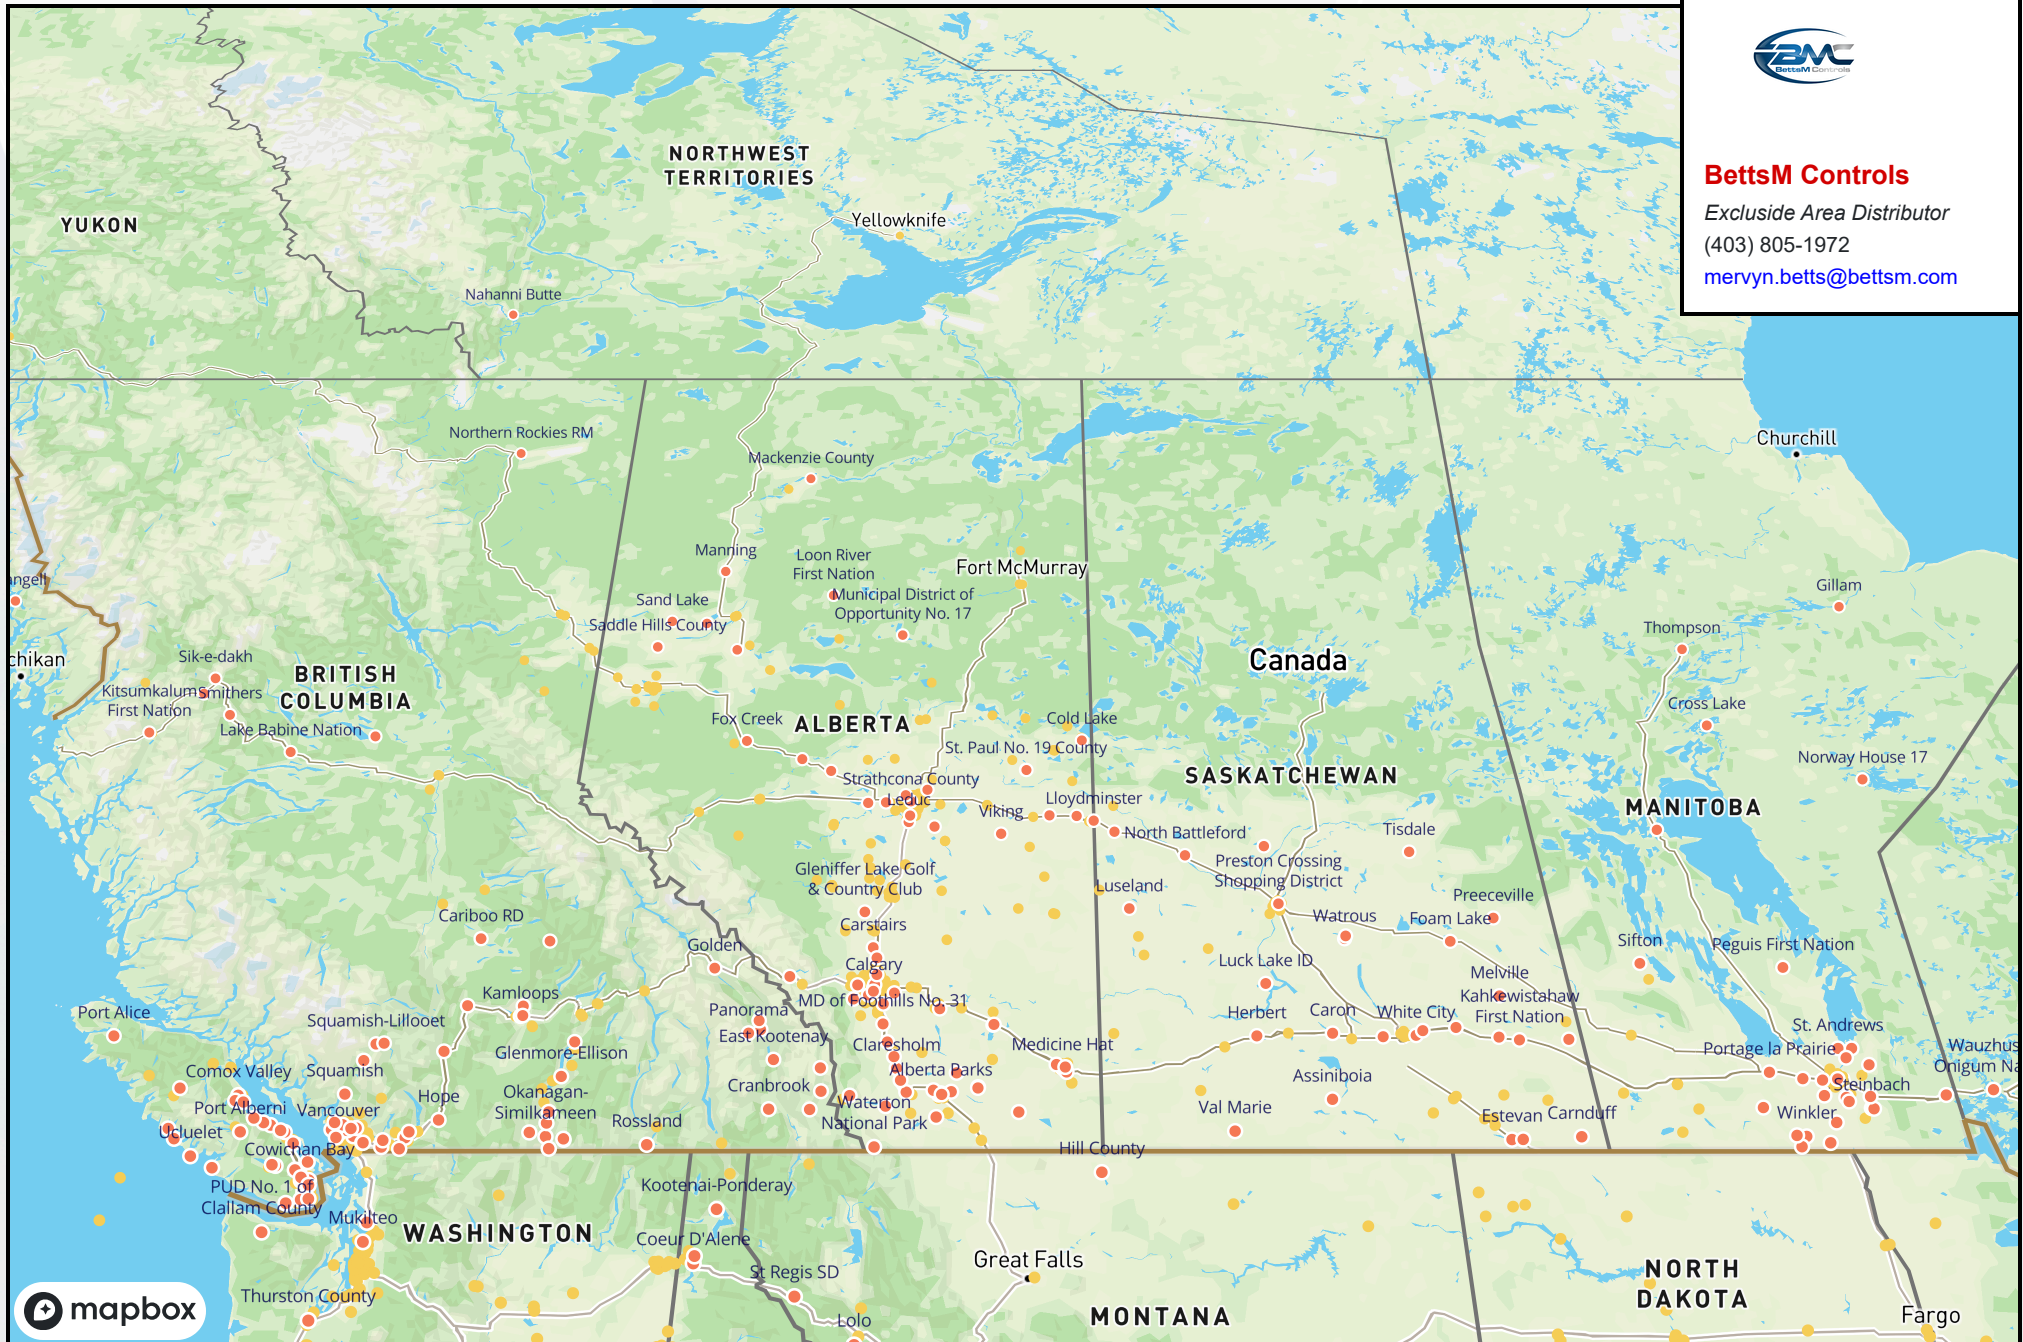 BMC
BettsM Controls
BettsM Controls
Excluside Area Distributor
(403) 805-1972
mervyn.betts@bettsm.com
NORTHWEST
TERRITORIES
YUKON
Yellowknife
Nahanni Butte
Northern Rockies RM
Churchill
Mackenzie County
Manning
Loon River
First Nation
Fort McMurray
angell
Sand Lake
Municipal District of
Opportunity No. 17
Gillam
Saddle Hills County
Thompson
chikan
Sik-e-dakh
BRITISH
COLUMBIA
Canada
Kitsumkalum
First Nation
Smithers
Lake Babine Nation
Fox Creek
ALBERTA
Cold Lake
Cross Lake
St. Paul No. 19 County
Norway House 17
Strathcona County
SASKATCHEWAN
Leduc
Viking
Lloydminster
MANITOBA
North Battleford
Tisdale
Gleniffer Lake Golf
& Country Club
Preston Crossing
Shopping District
Luseland
Preeceville
Cariboo RD
Carstairs
Watrous
Foam Lake
Golden
Sifton
Peguis First Nation
Calgary
Luck Lake ID
Melville
Kamloops
MD of Foothills No. 31
Kahkewistahaw
First Nation
Port Alice
Panorama
Herbert
Caron
White City
Squamish-Lillooet
East Kootenay
St. Andrews
Glenmore-Ellison
Claresholm
Medicine Hat
Portage la Prairie
Wauzhus
Onigum Na
Comox Valley
Squamish
Alberta Parks
Assiniboia
Steinbach
Cranbrook
Hope
Okanagan-
Similkameen
Port Alberni
Vancouver
Waterton
National Park
Val Marie
Estevan
Carnduff
Winkler
Rossland
Ucluelet
Cowichan Bay
Hill County
PUD No. 1 of
Clallam County
Kootenai-Ponderay
Mukilteo
WASHINGTON
Coeur D'Alene
Great Falls
St Regis SD
NORTH
DAKOTA
Thurston County
mapbox
Lolo
MONTANA
Fargo